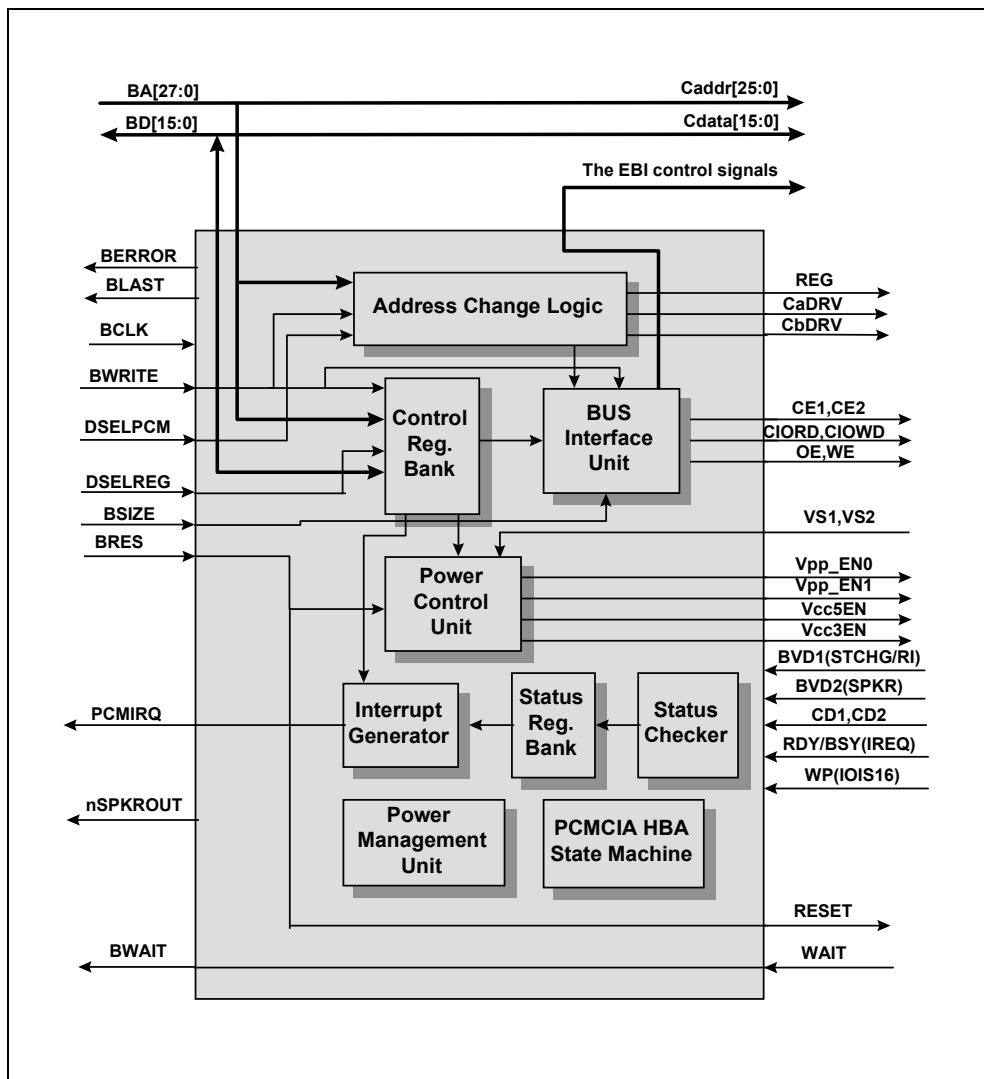 BA[27:0]
Caddr[25:0]
BD[15:0]
Cdata[15:0]
The EBI control signals
BERROR
BLAST
BCLK
BWRITE
DSELPCM
DSELREG
BSIZE
BRES
Address Change Logic
REG
CaDRV
CbDRV
Control
Reg.
Bank
BUS
Interface
Unit
CE1,CE2
CIORD,CIOWD
OE,WE
VS1,VS2
Power
Control
Unit
Vpp_EN0
Vpp_EN1
Vcc5EN
Vcc3EN
BVD1(STCHG/RI)
BVD2(SPKR)
CD1,CD2
RDY/BSY(IREQ)
WP(IOIS16)
PCMIRQ
Interrupt
Generator
Status
Reg.
Bank
Status
Checker
nSPKROUT
Power
Management
Unit
PCMCIA HBA
State Machine
RESET
BWAIT
WAIT